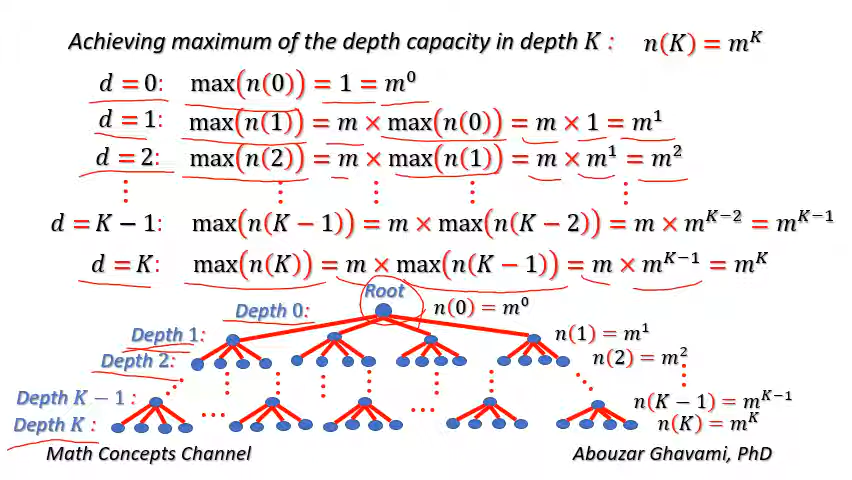 Achieving maximum of the depth capacity in depth K : n(K) = m^K
d = 0: max(n(0)) = 1 = m^0
d = 1: max(n(1)) = m × max(n(0)) = m × 1 = m^1
d = 2: max(n(2)) = m × max(n(1)) = m × m^1 = m^2
d = K − 1: max(n(K − 1)) = m × max(n(K − 2)) = m × m^{K−2} = m^{K−1}
d = K: max(n(K)) = m × max(n(K − 1)) = m × m^{K−1} = m^K
Root
Depth 0: n(0) = m^0
Depth 1: n(1) = m^1
Depth 2: n(2) = m^2
Depth K − 1 : n(K − 1) = m^{K−1}
Depth K : n(K) = m^K
Math Concepts Channel Abouzar Ghavami, PhD